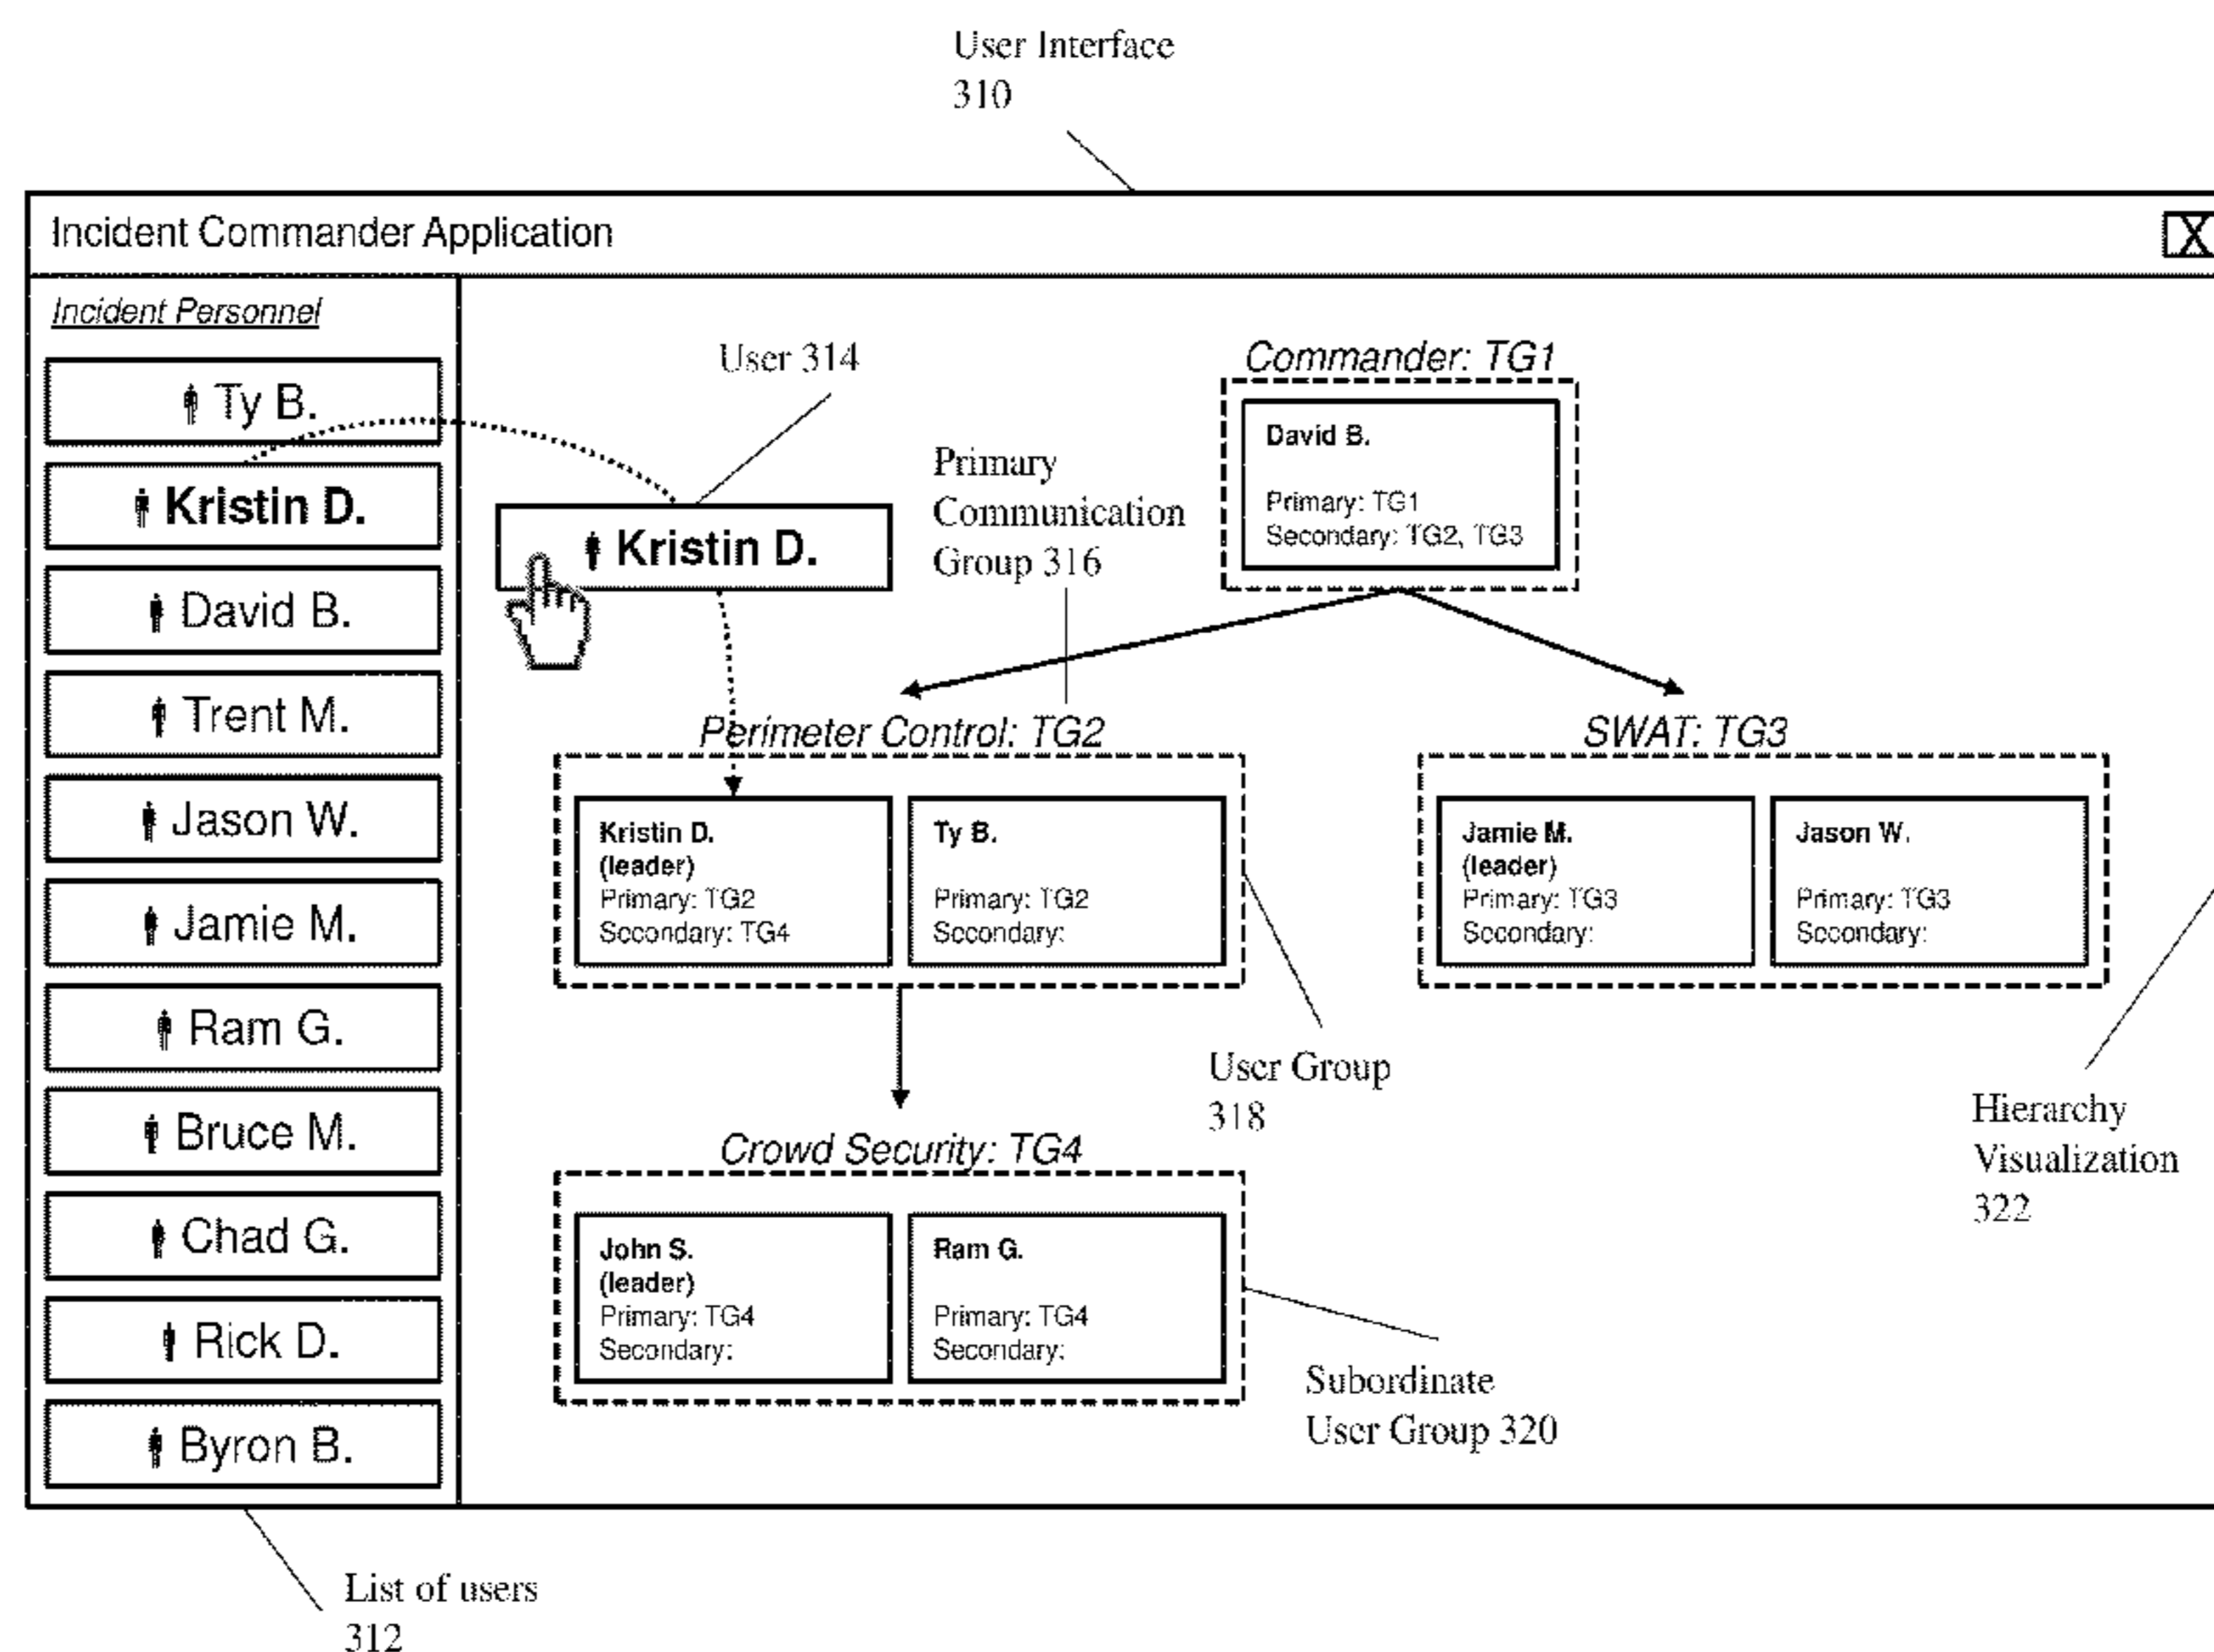 User Interface
310
Incident Commander Application
X
Incident Personnel
Ty B.
Kristin D.
David B.
Trent M.
Jason W.
Jamie M.
Ram G.
Bruce M.
Chad G.
Rick D.
Byron B.
List of users
312
User 314
Kristin D.
Primary
Communication
Group 316
Commander: TG1
David B.
Primary: TG1
Secondary: TG2, TG3
Perimeter Control: TG2
Kristin D.
(leader)
Primary: TG2
Secondary: TG4
Ty B.
Primary: TG2
Secondary:
SWAT: TG3
Jamie M.
(leader)
Primary: TG3
Secondary:
Jason W.
Primary: TG3
Secondary:
User Group
318
Hierarchy
Visualization
322
Crowd Security: TG4
John S.
(leader)
Primary: TG4
Secondary:
Ram G.
Primary: TG4
Secondary:
Subordinate
User Group 320